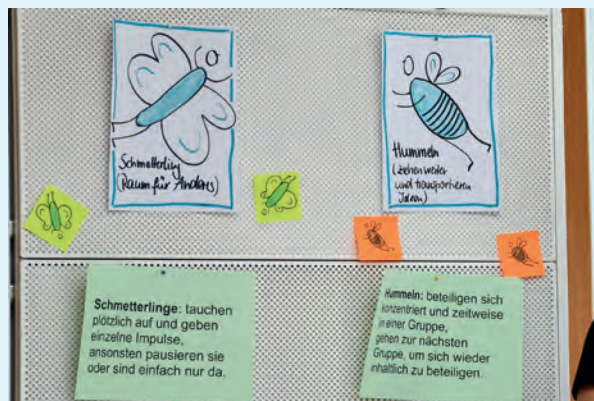 Schmetterling
(Raum für Anderes)
Hummeln
(ziehen weiter
und transportieren
Ideen)
Schmetterlinge: tauchen
plötzlich auf und geben
einzelne Impulse,
ansonsten pausieren sie
oder sind einfach nur da.
Hummeln: beteiligen sich
konzentriert und zeitweise
in einer Gruppe,
gehen zur nächsten
Gruppe, um sich wieder
inhaltlich zu beteiligen.